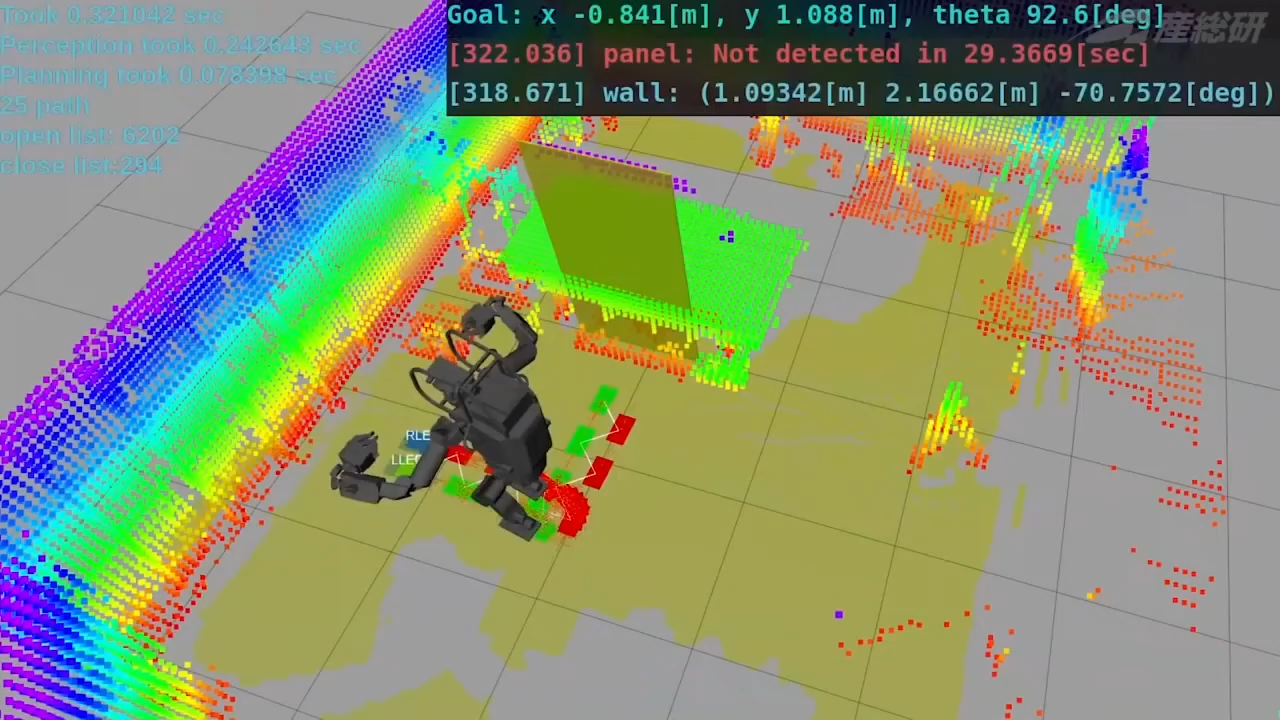 Took 0.321042 sec
Perception took 0.242643 sec
Planning took 0.078398 sec
25 path
open list: 6202
close list:294
Goal: x -0.841[m], y 1.088[m], theta 92.6[deg]
[322.036] panel: Not detected in 29.3669[sec]
[318.671] wall: (1.09342[m] 2.16662[m] -70.7572[deg])
産総研
RLE
LLEG